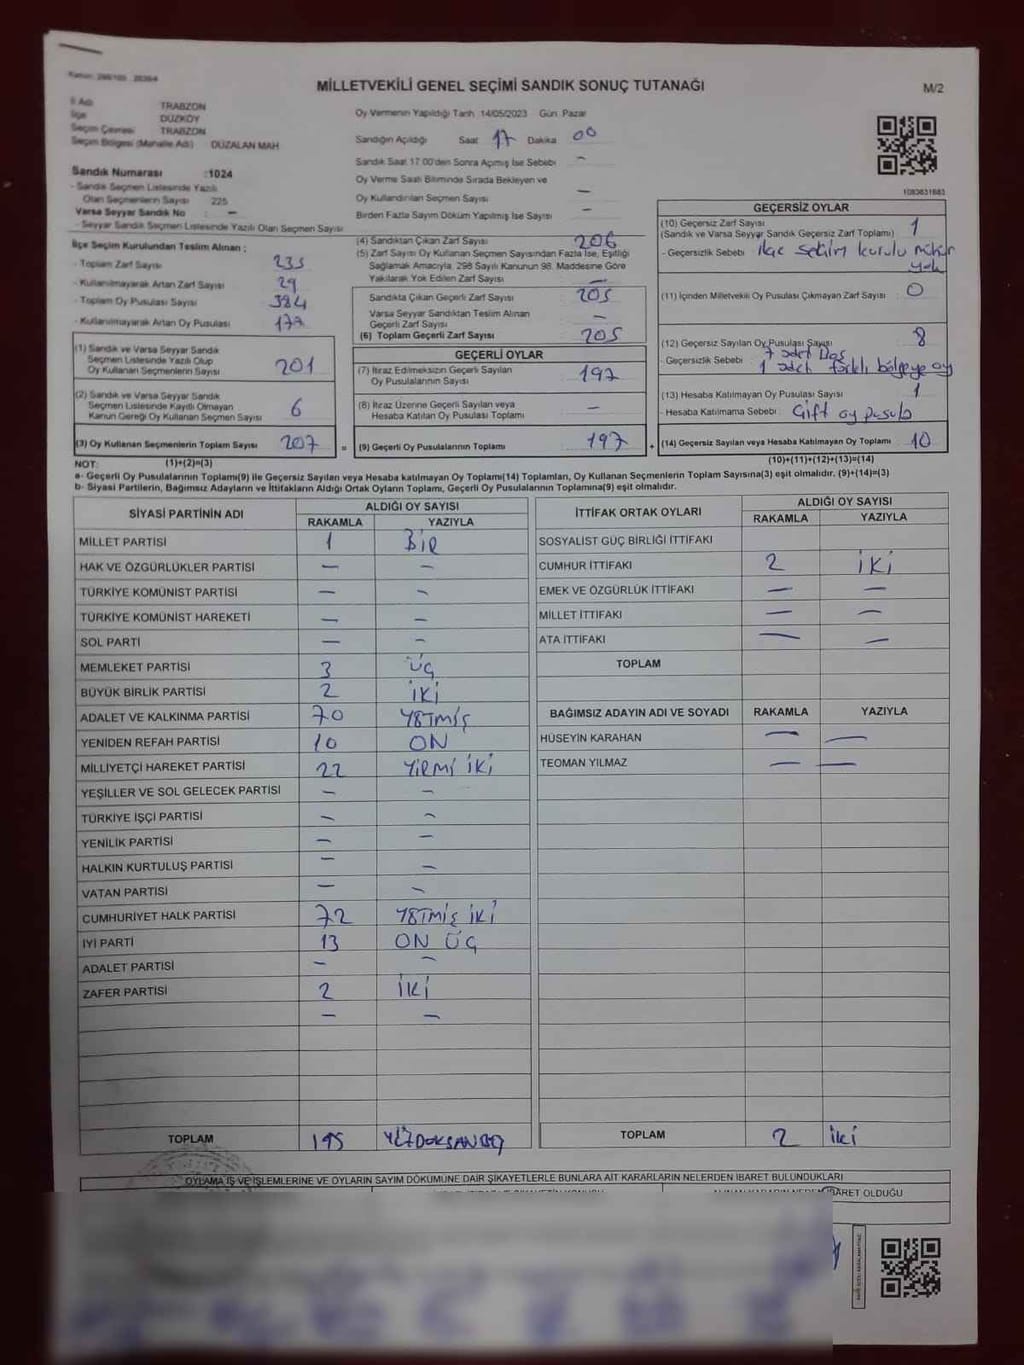 MİLLETVEKİLİ GENEL SEÇİMİ SANDIK SONUÇ TUTANAĞI
M/2
İl Adı TRABZON
İlçe DÜZKÖY
Seçim Çevresi TRABZON
Seçim Bölgesi (Mahalle Adı) DÜZALAN MAH
Sandık Numarası :1024
- Sandık Seçmen Listesinde Yazılı
Olan Seçmenlerin Sayısı 225
Varsa Seyyar Sandık No : -
- Seyyar Sandık Seçmen Listesinde Yazılı Olan Seçmen Sayısı
Oy Vermenin Yapıldığı Tarih 14/05/2023 Gün Pazar
Sandığın Açıldığı Saat 17 Dakika 00
Sandık Saat 17:00'den Sonra Açılmış İse Sebebi -
Oy Verme Saati Bitiminde Sırada Bekleyen ve
Oy Kullandırılan Seçmen Sayısı -
Birden Fazla Sayım Döküm Yapılmış İse Sayısı -
1083631683
İlçe Seçim Kurulundan Teslim Alınan :
- Toplam Zarf Sayısı 235
- Kullanılmayarak Artan Zarf Sayısı 29
- Toplam Oy Pusulası Sayısı 384
- Kullanılmayarak Artan Oy Pusulası 177
(1) Sandık ve Varsa Seyyar Sandık
Seçmen Listesinde Yazılı Olup
Oy Kullanan Seçmenlerin Sayısı 201
(2) Sandık ve Varsa Seyyar Sandık
Seçmen Listesinde Kayıtlı Olmayan
Kanun Gereği Oy Kullanan Seçmen Sayısı 6
(3) Oy Kullanan Seçmenlerin Toplam Sayısı 207 =
(1)+(2)=(3)
(4) Sandıktan Çıkan Zarf Sayısı 206
(5) Zarf Sayısı Oy Kullanan Seçmen Sayısından Fazla İse, Eşitliği
Sağlamak Amacıyla, 298 Sayılı Kanunun 98. Maddesine Göre
Yakılarak Yok Edilen Zarf Sayısı -
Sandıkta Çıkan Geçerli Zarf Sayısı 205
Varsa Seyyar Sandıktan Teslim Alınan
Geçerli Zarf Sayısı -
(6) Toplam Geçerli Zarf Sayısı 205
GEÇERLİ OYLAR
(7) İtiraz Edilmeksizin Geçerli Sayılan
Oy Pusulalarının Sayısı 197
(8) İtiraz Üzerine Geçerli Sayılan veya
Hesaba Katılan Oy Pusulası Toplamı -
(9) Geçerli Oy Pusulalarının Toplamı 197 +
GEÇERSİZ OYLAR
(10) Geçersiz Zarf Sayısı 1
(Sandık ve Varsa Seyyar Sandık Geçersiz Zarf Toplamı)
- Geçersizlik Sebebi ilçe seçim kurulu mühür
yok
(11) İçinden Milletvekili Oy Pusulası Çıkmayan Zarf Sayısı 0
(12) Geçersiz Sayılan Oy Pusulası Sayısı 8
- Geçersizlik Sebebi 7 adet boş
1 adet farklı bölgeye oy
(13) Hesaba Katılmayan Oy Pusulası Sayısı 1
- Hesaba Katılmama Sebebi Çift oy pusula
(14) Geçersiz Sayılan veya Hesaba Katılmayan Oy Toplamı 10
(10)+(11)+(12)+(13)=(14)
NOT:
a- Geçerli Oy Pusulalarının Toplamı(9) ile Geçersiz Sayılan veya Hesaba katılmayan Oy Toplamı(14) Toplamları, Oy Kullanan Seçmenlerin Toplam Sayısına(3) eşit olmalıdır. (9)+(14)=(3)
b- Siyasi Partilerin, Bağımsız Adayların ve İttifakların Aldığı Ortak Oyların Toplamı, Geçerli Oy Pusulalarının Toplamına(9) eşit olmalıdır.
SİYASİ PARTİNİN ADI ALDIĞI OY SAYISI
RAKAMLA YAZIYLA
MİLLET PARTİSİ 1 BİR
HAK VE ÖZGÜRLÜKLER PARTİSİ - -
TÜRKİYE KOMÜNİST PARTİSİ - -
TÜRKİYE KOMÜNİST HAREKETİ - -
SOL PARTİ - -
MEMLEKET PARTİSİ 3 ÜÇ
BÜYÜK BİRLİK PARTİSİ 2 İKİ
ADALET VE KALKINMA PARTİSİ 70 YETMİŞ
YENİDEN REFAH PARTİSİ 10 ON
MİLLİYETÇİ HAREKET PARTİSİ 22 YİRMİ İKİ
YEŞİLLER VE SOL GELECEK PARTİSİ - -
TÜRKİYE İŞÇİ PARTİSİ - -
YENİLİK PARTİSİ - -
HALKIN KURTULUŞ PARTİSİ - -
VATAN PARTİSİ - -
CUMHURİYET HALK PARTİSİ 72 YETMİŞ İKİ
İYİ PARTİ 13 ON ÜÇ
ADALET PARTİSİ - -
ZAFER PARTİSİ 2 İKİ
- -
TOPLAM 195 YÜZDOKSANBEŞ
İTTİFAK ORTAK OYLARI ALDIĞI OY SAYISI
RAKAMLA YAZIYLA
SOSYALİST GÜÇ BİRLİĞİ İTTİFAKI
CUMHUR İTTİFAKI 2 İKİ
EMEK VE ÖZGÜRLÜK İTTİFAKI - -
MİLLET İTTİFAKI - -
ATA İTTİFAKI - -
TOPLAM
BAĞIMSIZ ADAYIN ADI VE SOYADI RAKAMLA YAZIYLA
HÜSEYİN KARAHAN - -
TEOMAN YILMAZ - -
TOPLAM 2 iki
OYLAMA İŞ VE İŞLEMLERİNE VE OYLARIN SAYIM DÖKÜMÜNE DAİR ŞİKAYETLERLE BUNLARA AİT KARARLARIN NELERDEN İBARET BULUNDUKLARI
İBARET OLDUĞU